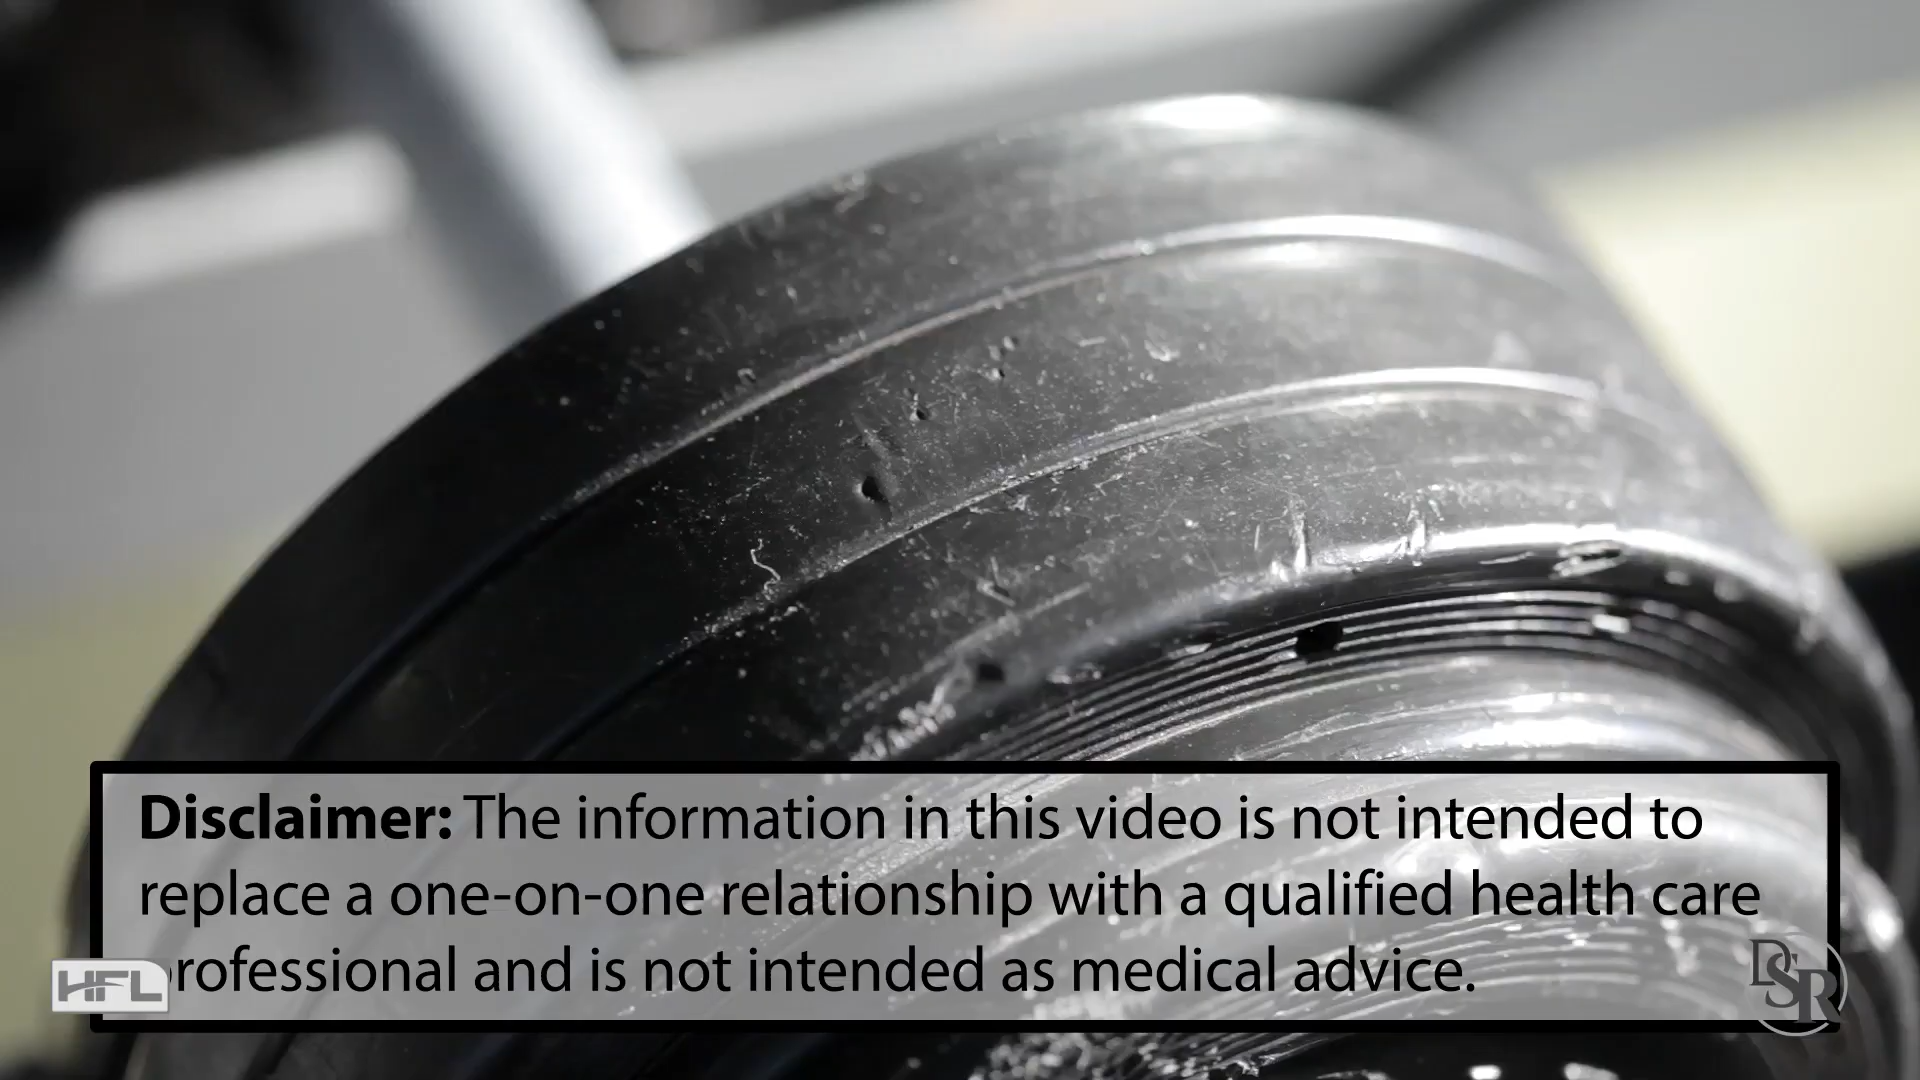 Disclaimer: The information in this video is not intended to
replace a one-on-one relationship with a qualified health care
professional and is not intended as medical advice.
HFL
DSR